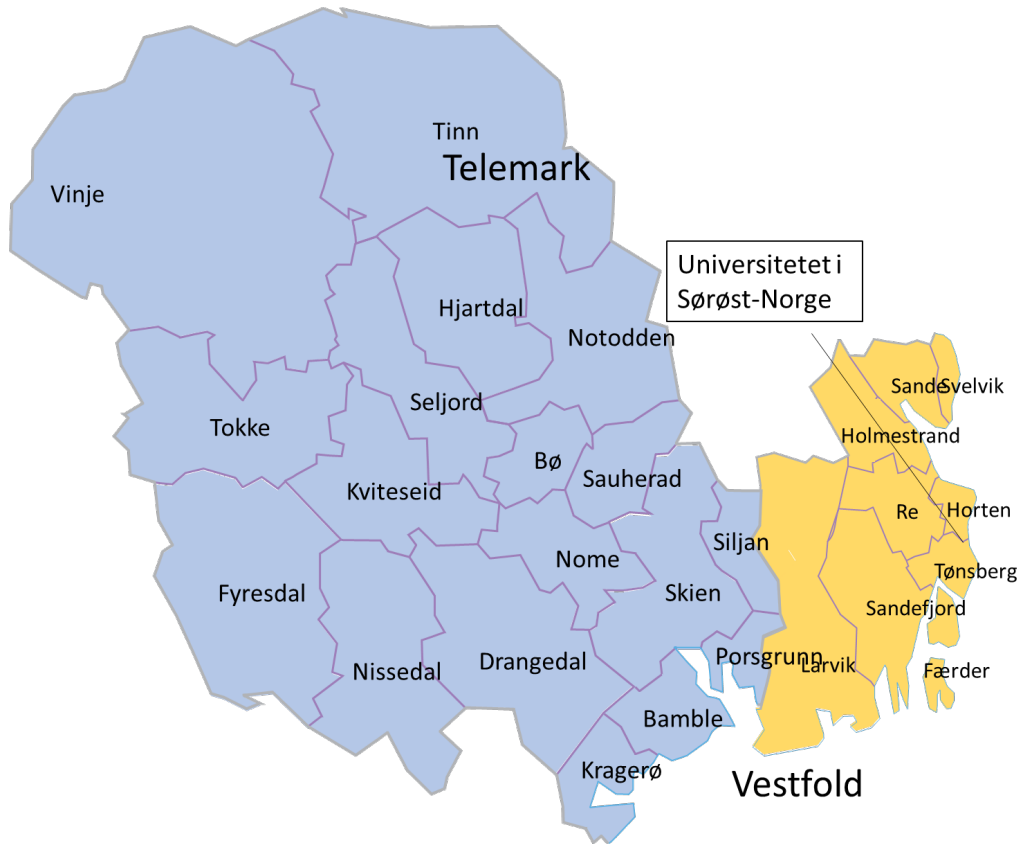 Tinn
Telemark
Vinje
Universitetet i
Sørøst-Norge
Hjartdal
Notodden
Sande
Svelvik
Seljord
Tokke
Holmestrand
Bø
Sauherad
Kviteseid
Re
Horten
Siljan
Nome
Tønsberg
Fyresdal
Skien
Sandefjord
Drangedal
Porsgrunn
Larvik
Nissedal
Færder
Bamble
Kragerø
Vestfold